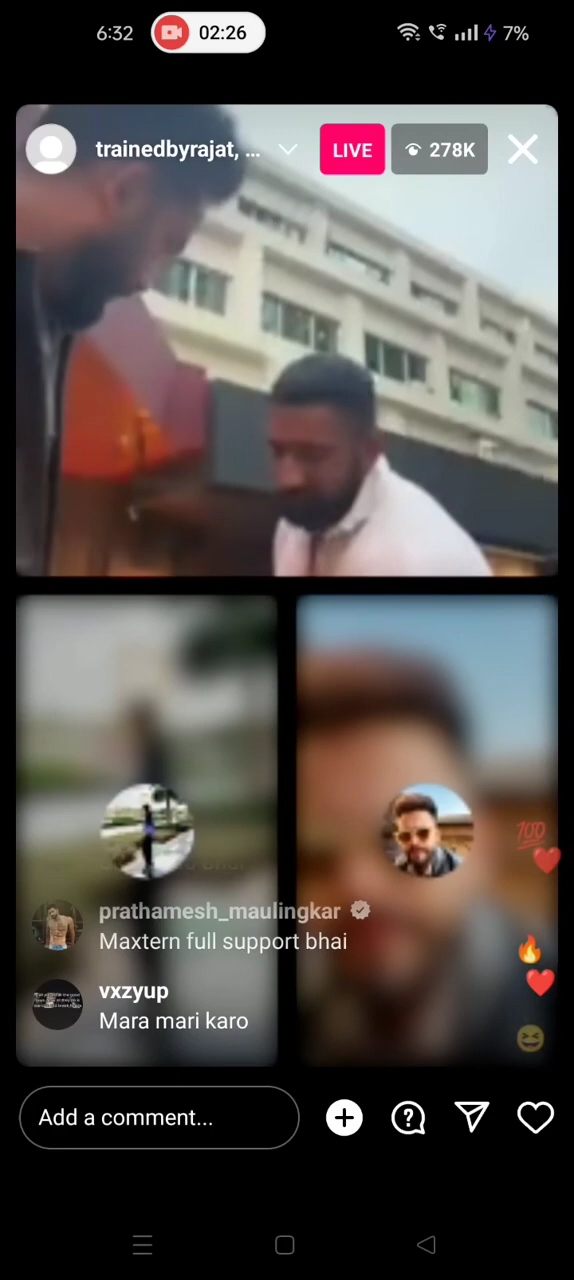 6:32
02:26
7%
trainedbyrajat, ...
LIVE
278K
prathamesh_maulingkar
Maxtern full support bhai
vxzyup
Mara mari karo
Add a comment...
💯